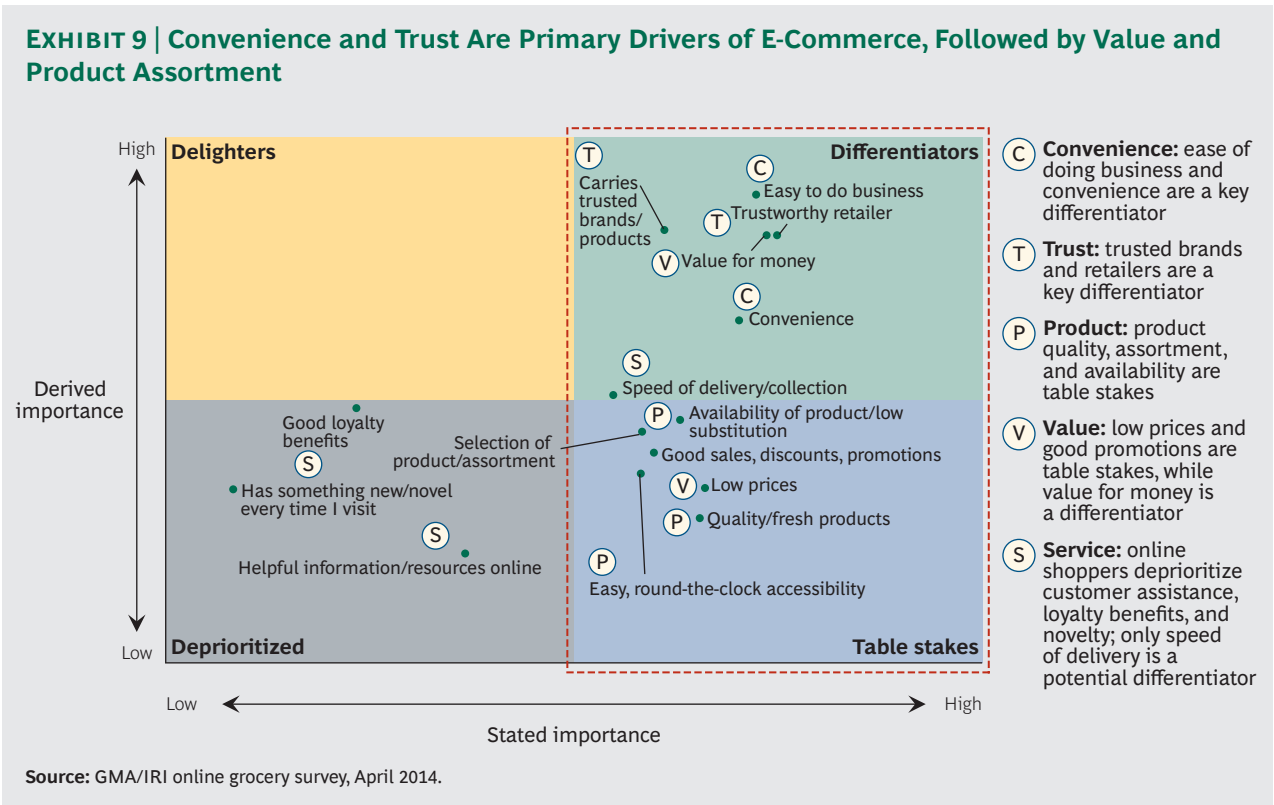 EXHIBIT 9 | Convenience and Trust Are Primary Drivers of E-Commerce, Followed by Value and
Product Assortment
High
Derived
importance
Low
Delighters
Differentiators
T
Carries
trusted
brands/
products
C
Easy to do business
T
Trustworthy retailer
V
Value for money
C
Convenience
S
Speed of delivery/collection
Good loyalty
benefits
S
Has something new/novel
every time I visit
S
Helpful information/resources online
Deprioritized
P
Availability of product/low
substitution
Selection of
product/assortment
Good sales, discounts, promotions
V
Low prices
P
Quality/fresh products
P
Easy, round-the-clock accessibility
Table stakes
Low
High
Stated importance
C
Convenience: ease of
doing business and
convenience are a key
differentiator
T
Trust: trusted brands
and retailers are a
key differentiator
P
Product: product
quality, assortment,
and availability are
table stakes
V
Value: low prices and
good promotions are
table stakes, while
value for money is
a differentiator
S
Service: online
shoppers deprioritize
customer assistance,
loyalty benefits, and
novelty; only speed
of delivery is a
potential differentiator
Source: GMA/IRI online grocery survey, April 2014.